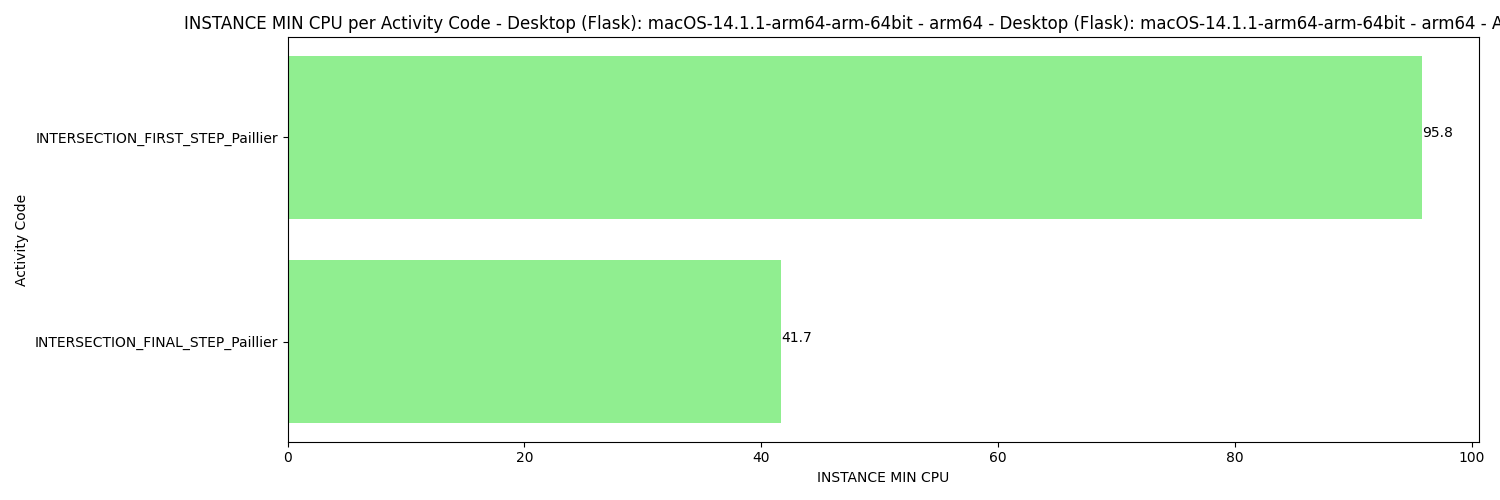 INSTANCE MIN CPU per Activity Code - Desktop (Flask): macOS-14.1.1-arm64-arm-64bit - arm64 - Desktop (Flask): macOS-14.1.1-arm64-arm-64bit - arm64 -
INTERSECTION_FIRST_STEP_Paillier
95.8
Activity Code
INTERSECTION_FINAL_STEP_Paillier
41.7
0 20 40 60 80 100
INSTANCE MIN CPU